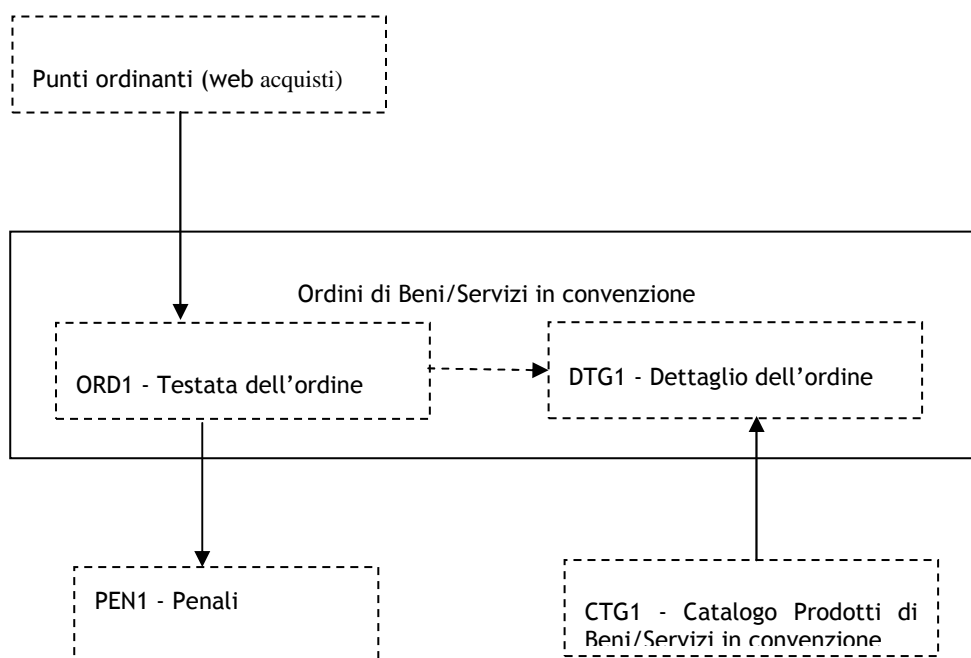 Punti ordinanti (web acquisti)
Ordini di Beni/Servizi in convenzione
ORD1 - Testata dell’ordine
DTG1 - Dettaglio dell’ordine
PEN1 - Penali
CTG1 - Catalogo Prodotti di
Beni/Servizi in convenzione